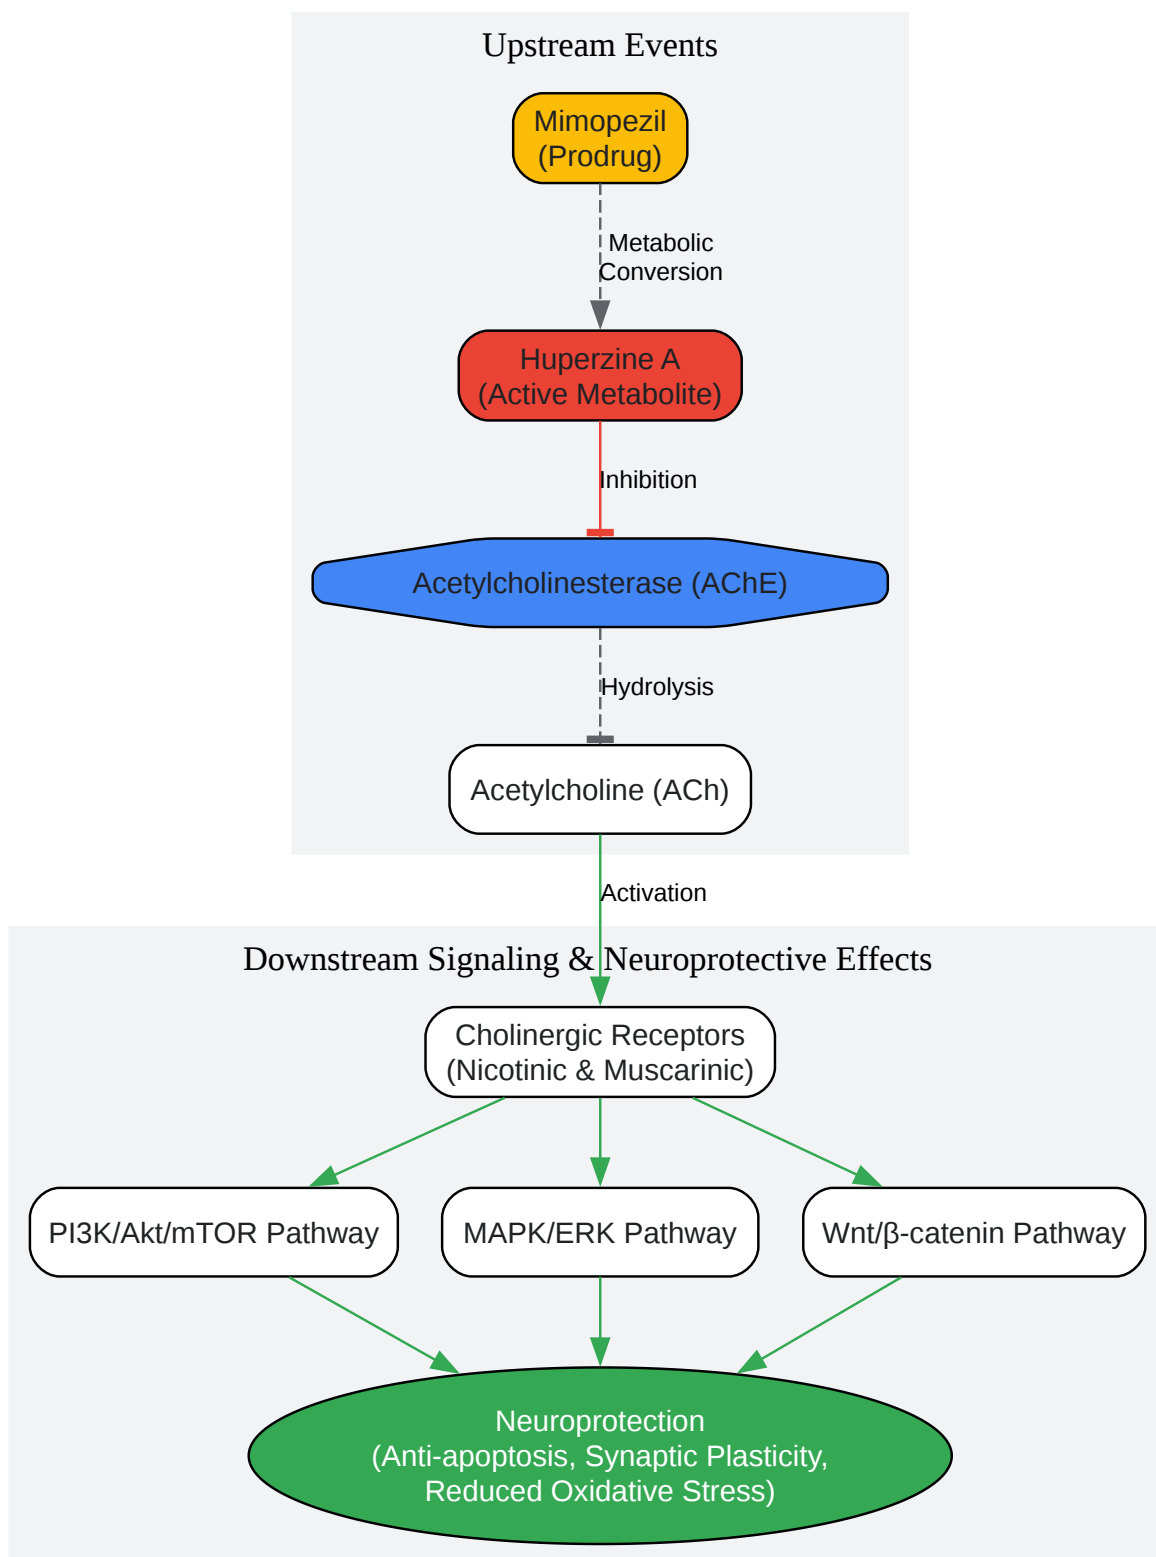 Upstream Events
Mimopezil
(Prodrug)
Metabolic
Conversion
Huperzine A
(Active Metabolite)
Inhibition
Acetylcholinesterase (AChE)
Hydrolysis
Acetylcholine (ACh)
Activation
Downstream Signaling & Neuroprotective Effects
Cholinergic Receptors
(Nicotinic & Muscarinic)
PI3K/Akt/mTOR Pathway
MAPK/ERK Pathway
Wnt/β-catenin Pathway
Neuroprotection
(Anti-apoptosis, Synaptic Plasticity,
Reduced Oxidative Stress)